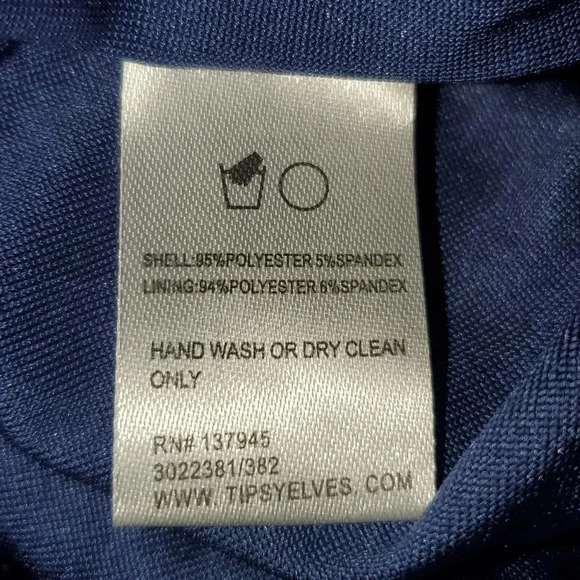 SHELL:95%POLYESTER 5%SPANDEX
LINING:94%POLYESTER 6%SPANDEX
HAND WASH OR DRY CLEAN
ONLY
RN# 137945
3022381/382
WWW. TIPSYELVES. COM